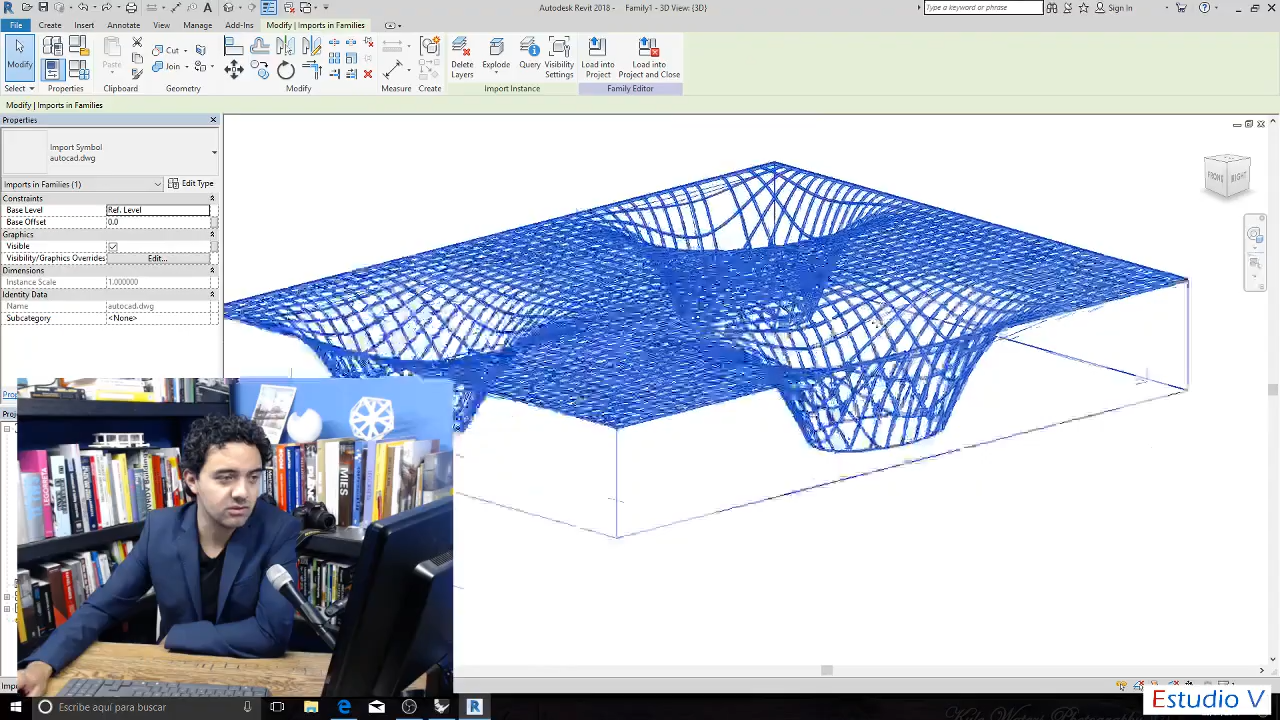 Autodesk Revit 2018 - Family1 - 3D View: {3D}
Type a keyword or phrase
Sign In
File
Create
Insert
Annotate
View
Manage
Add-Ins
Modify | Imports in Families
Modify
Paste
Cut
Join
Delete
Layers
Explode
Query
Visibility
Settings
Load into
Project
Load into
Project and Close
Select
Properties
Clipboard
Geometry
Modify
Measure
Create
Import Instance
Family Editor
Modify | Imports in Families
Properties
Import Symbol
autocad.dwg
Imports in Families (1)
Edit Type
Constraints
Base Level
Ref. Level
Base Offset
0.0
Graphics
Visible
Visibility/Graphics Overrides
Edit...
Dimensions
Instance Scale
1.000000
Identity Data
Name
autocad.dwg
Subcategory
<None>
FRONT
RIGHT
MIES
Escribe aquí para buscar
Estudio V